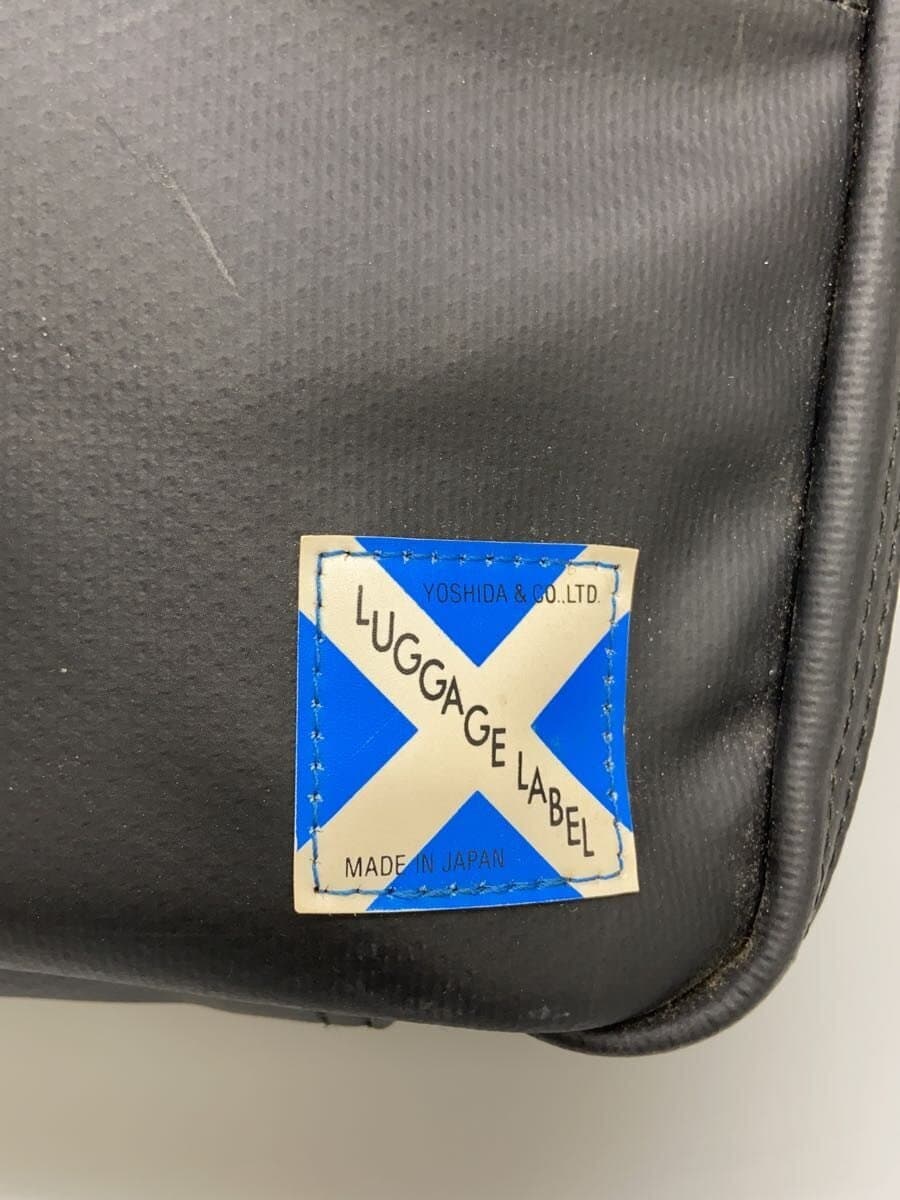 YOSHIDA & CO.,LTD.
LUGGAGE LABEL
MADE IN JAPAN